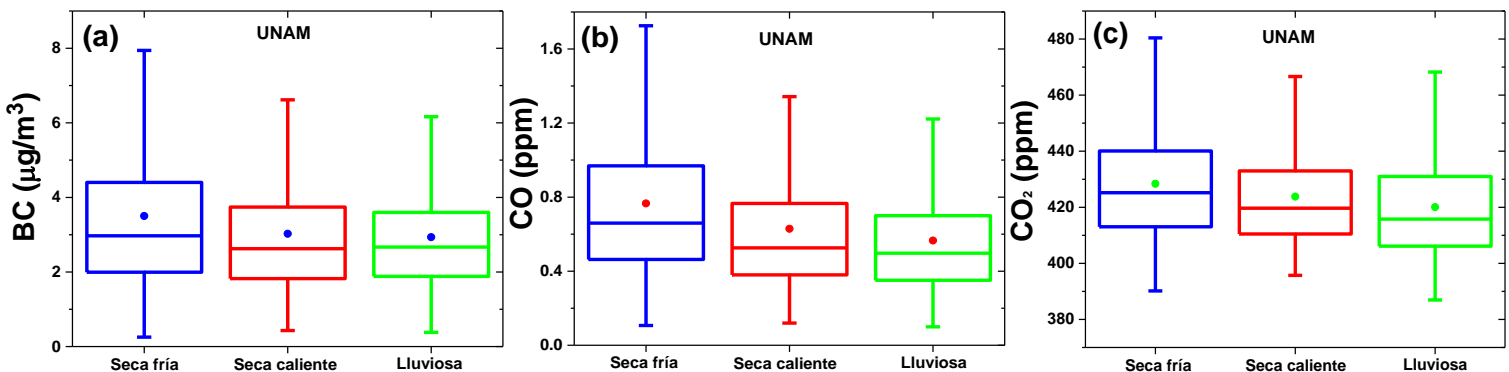 (a)
UNAM
BC (µg/m³)
8
6
4
2
0
Seca fría
Seca caliente
Lluviosa
(b)
UNAM
CO (ppm)
1.6
1.2
0.8
0.4
0.0
Seca fría
Seca caliente
Lluviosa
(c)
UNAM
CO₂ (ppm)
480
460
440
420
400
380
Seca fría
Seca caliente
Lluviosa